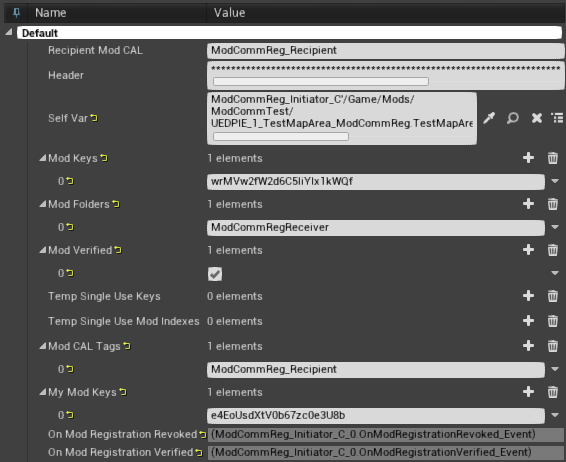 Name Value
Default
Recipient Mod CAL ModCommReg_Recipient
Header ************************************************************
Self Var ModCommReg_Initiator_C'/Game/Mods/
ModCommTest/
UEDPIE_1_TestMapArea_ModCommReg.TestMapAre
Mod Keys 1 elements
0 wrMVw2fW2d6C5liYlx1kWQf
Mod Folders 1 elements
0 ModCommRegReceiver
Mod Verified 1 elements
0
Temp Single Use Keys 0 elements
Temp Single Use Mod Indexes 0 elements
Mod CAL Tags 1 elements
0 ModCommReg_Recipient
My Mod Keys 1 elements
0 e4EoUsdXtV0b67zc0e3U8b
On Mod Registration Revoked (ModCommReg_Initiator_C_0.OnModRegistrationRevoked_Event)
On Mod Registration Verified (ModCommReg_Initiator_C_0.OnModRegistrationVerified_Event)